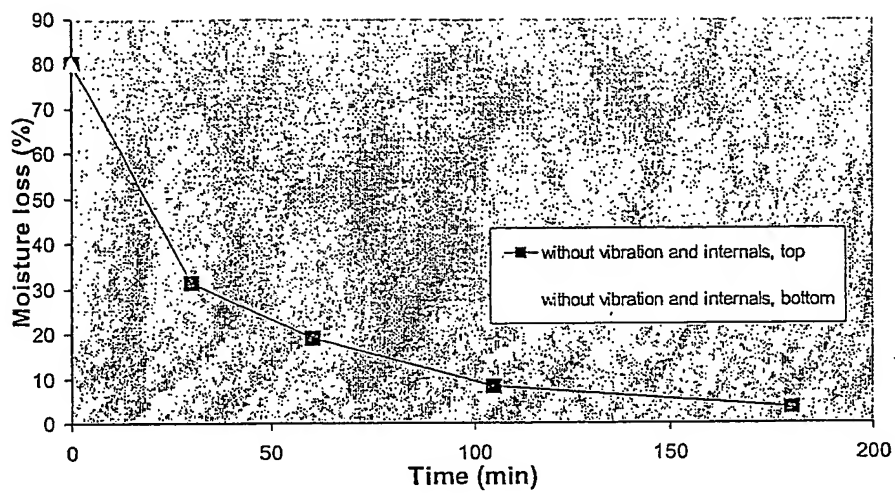 90
80
70
60
50
40
30
20
10
0
Moisture loss (%)
without vibration and internals, top
without vibration and internals, bottom
0 50 100 150 200
Time (min)